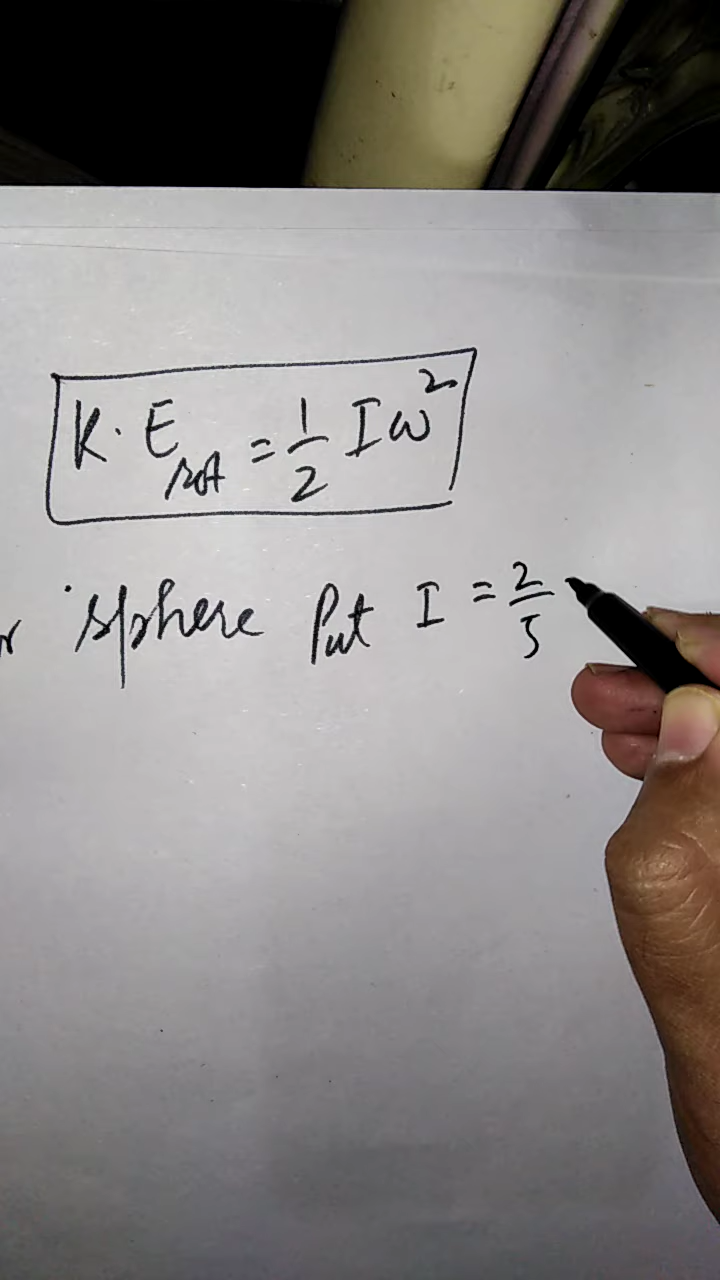 K.E rot = 1/2 Iω²
r sphere Put I = 2/5